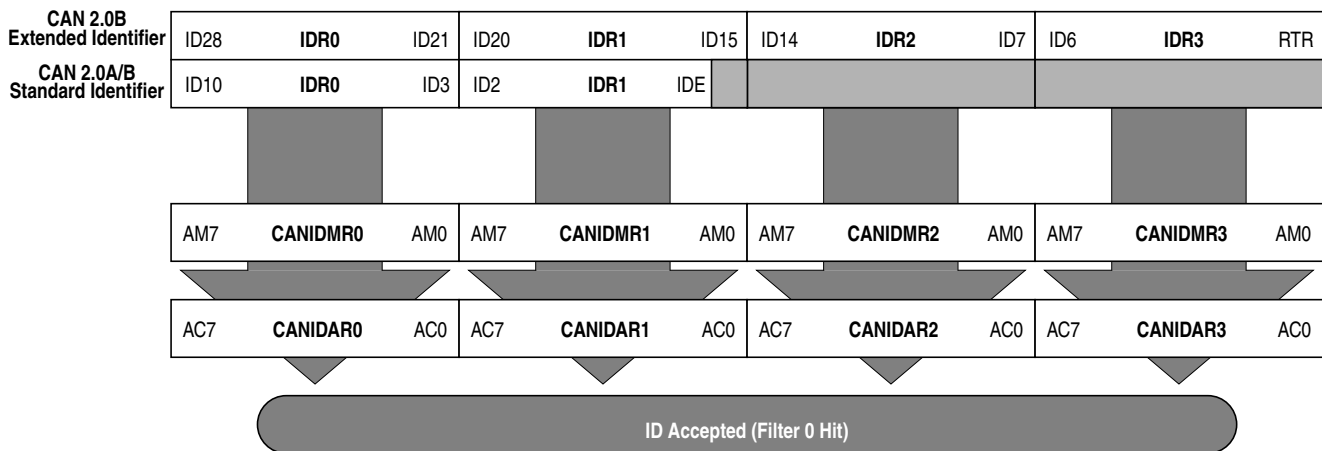 CAN 2.0B
Extended Identifier
ID28 IDR0 ID21 ID20 IDR1 ID15 ID14 IDR2 ID7 ID6 IDR3 RTR
CAN 2.0A/B
Standard Identifier
ID10 IDR0 ID3 ID2 IDR1 IDE
AM7 CANIDMR0 AM0 AM7 CANIDMR1 AM0 AM7 CANIDMR2 AM0 AM7 CANIDMR3 AM0
AC7 CANIDAR0 AC0 AC7 CANIDAR1 AC0 AC7 CANIDAR2 AC0 AC7 CANIDAR3 AC0
ID Accepted (Filter 0 Hit)